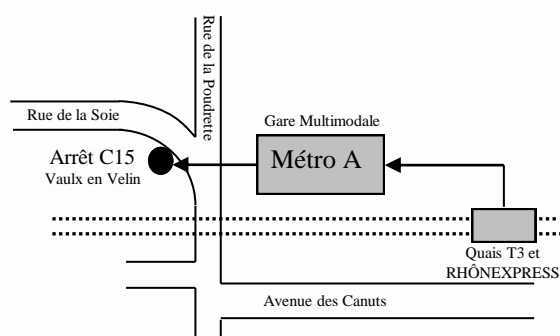 Rue de la Poudrette
Rue de la Soie
Gare Multimodale
Métro A
Arrêt C15
Vaulx en Velin
Quais T3 et
RHÔNEXPRESS
Avenue des Canuts